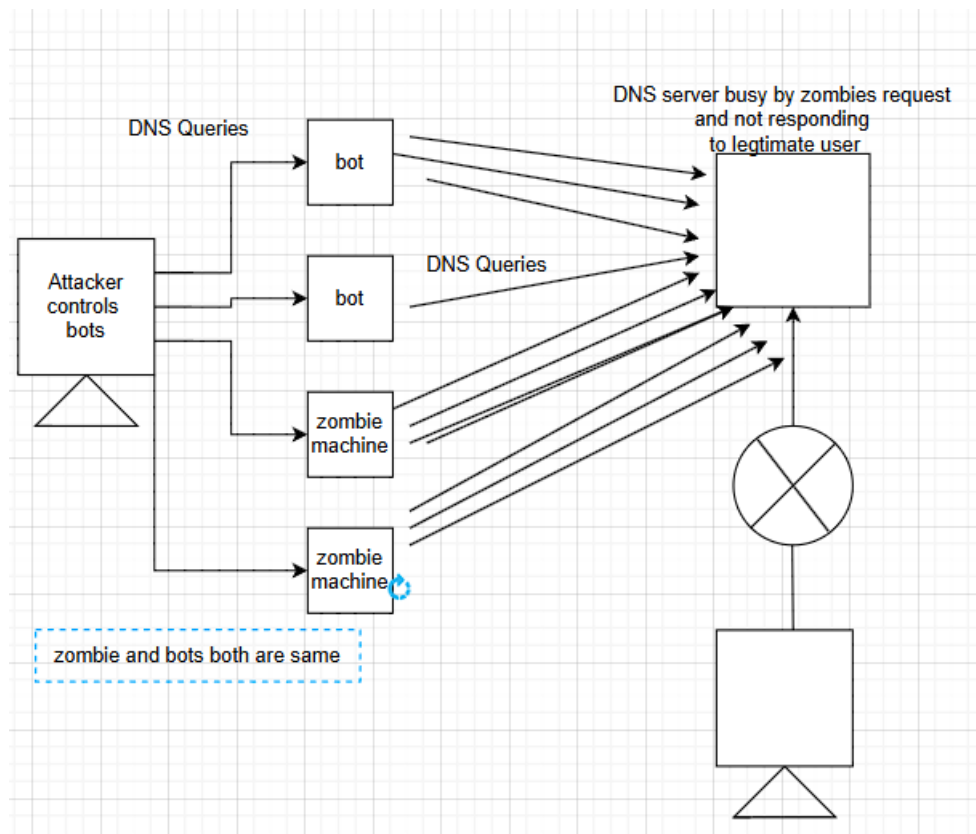 DNS server busy by zombies request
and not responding
to legtimate user
DNS Queries
bot
Attacker
controls
bots
DNS Queries
bot
zombie
machine
zombie
machine
zombie and bots both are same